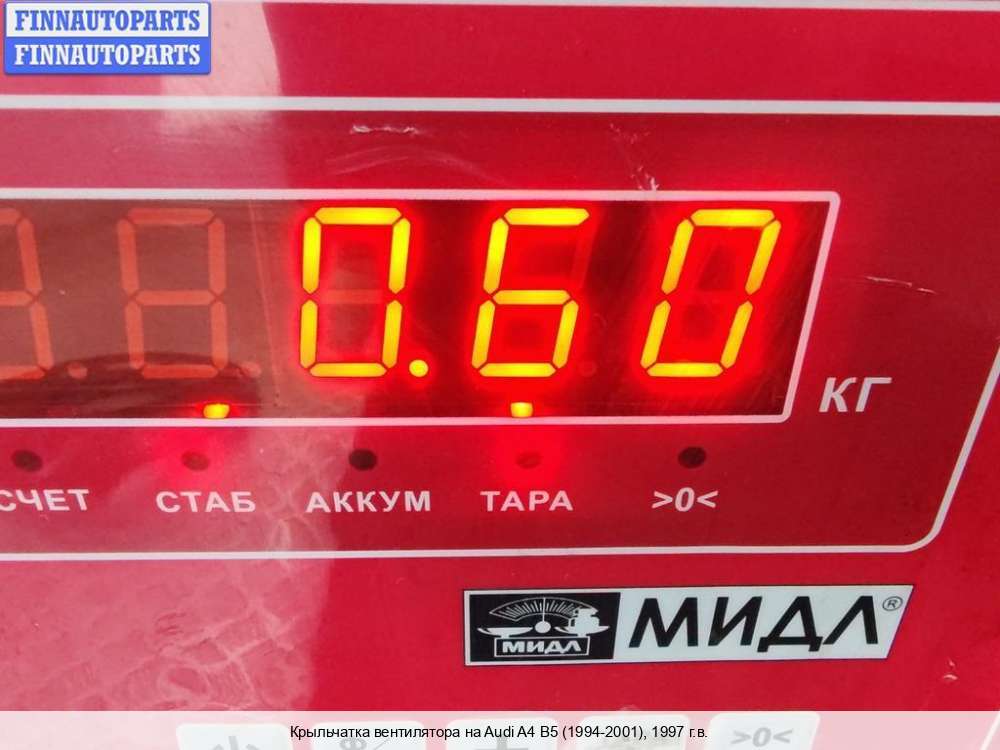 FINNAUTOPARTS
FINNAUTOPARTS
0.60
КГ
СЧЕТ СТАБ АККУМ ТАРА >0<
МИДЛ МИДЛ®
>0<
Крыльчатка вентилятора на Audi A4 B5 (1994-2001), 1997 г.в.